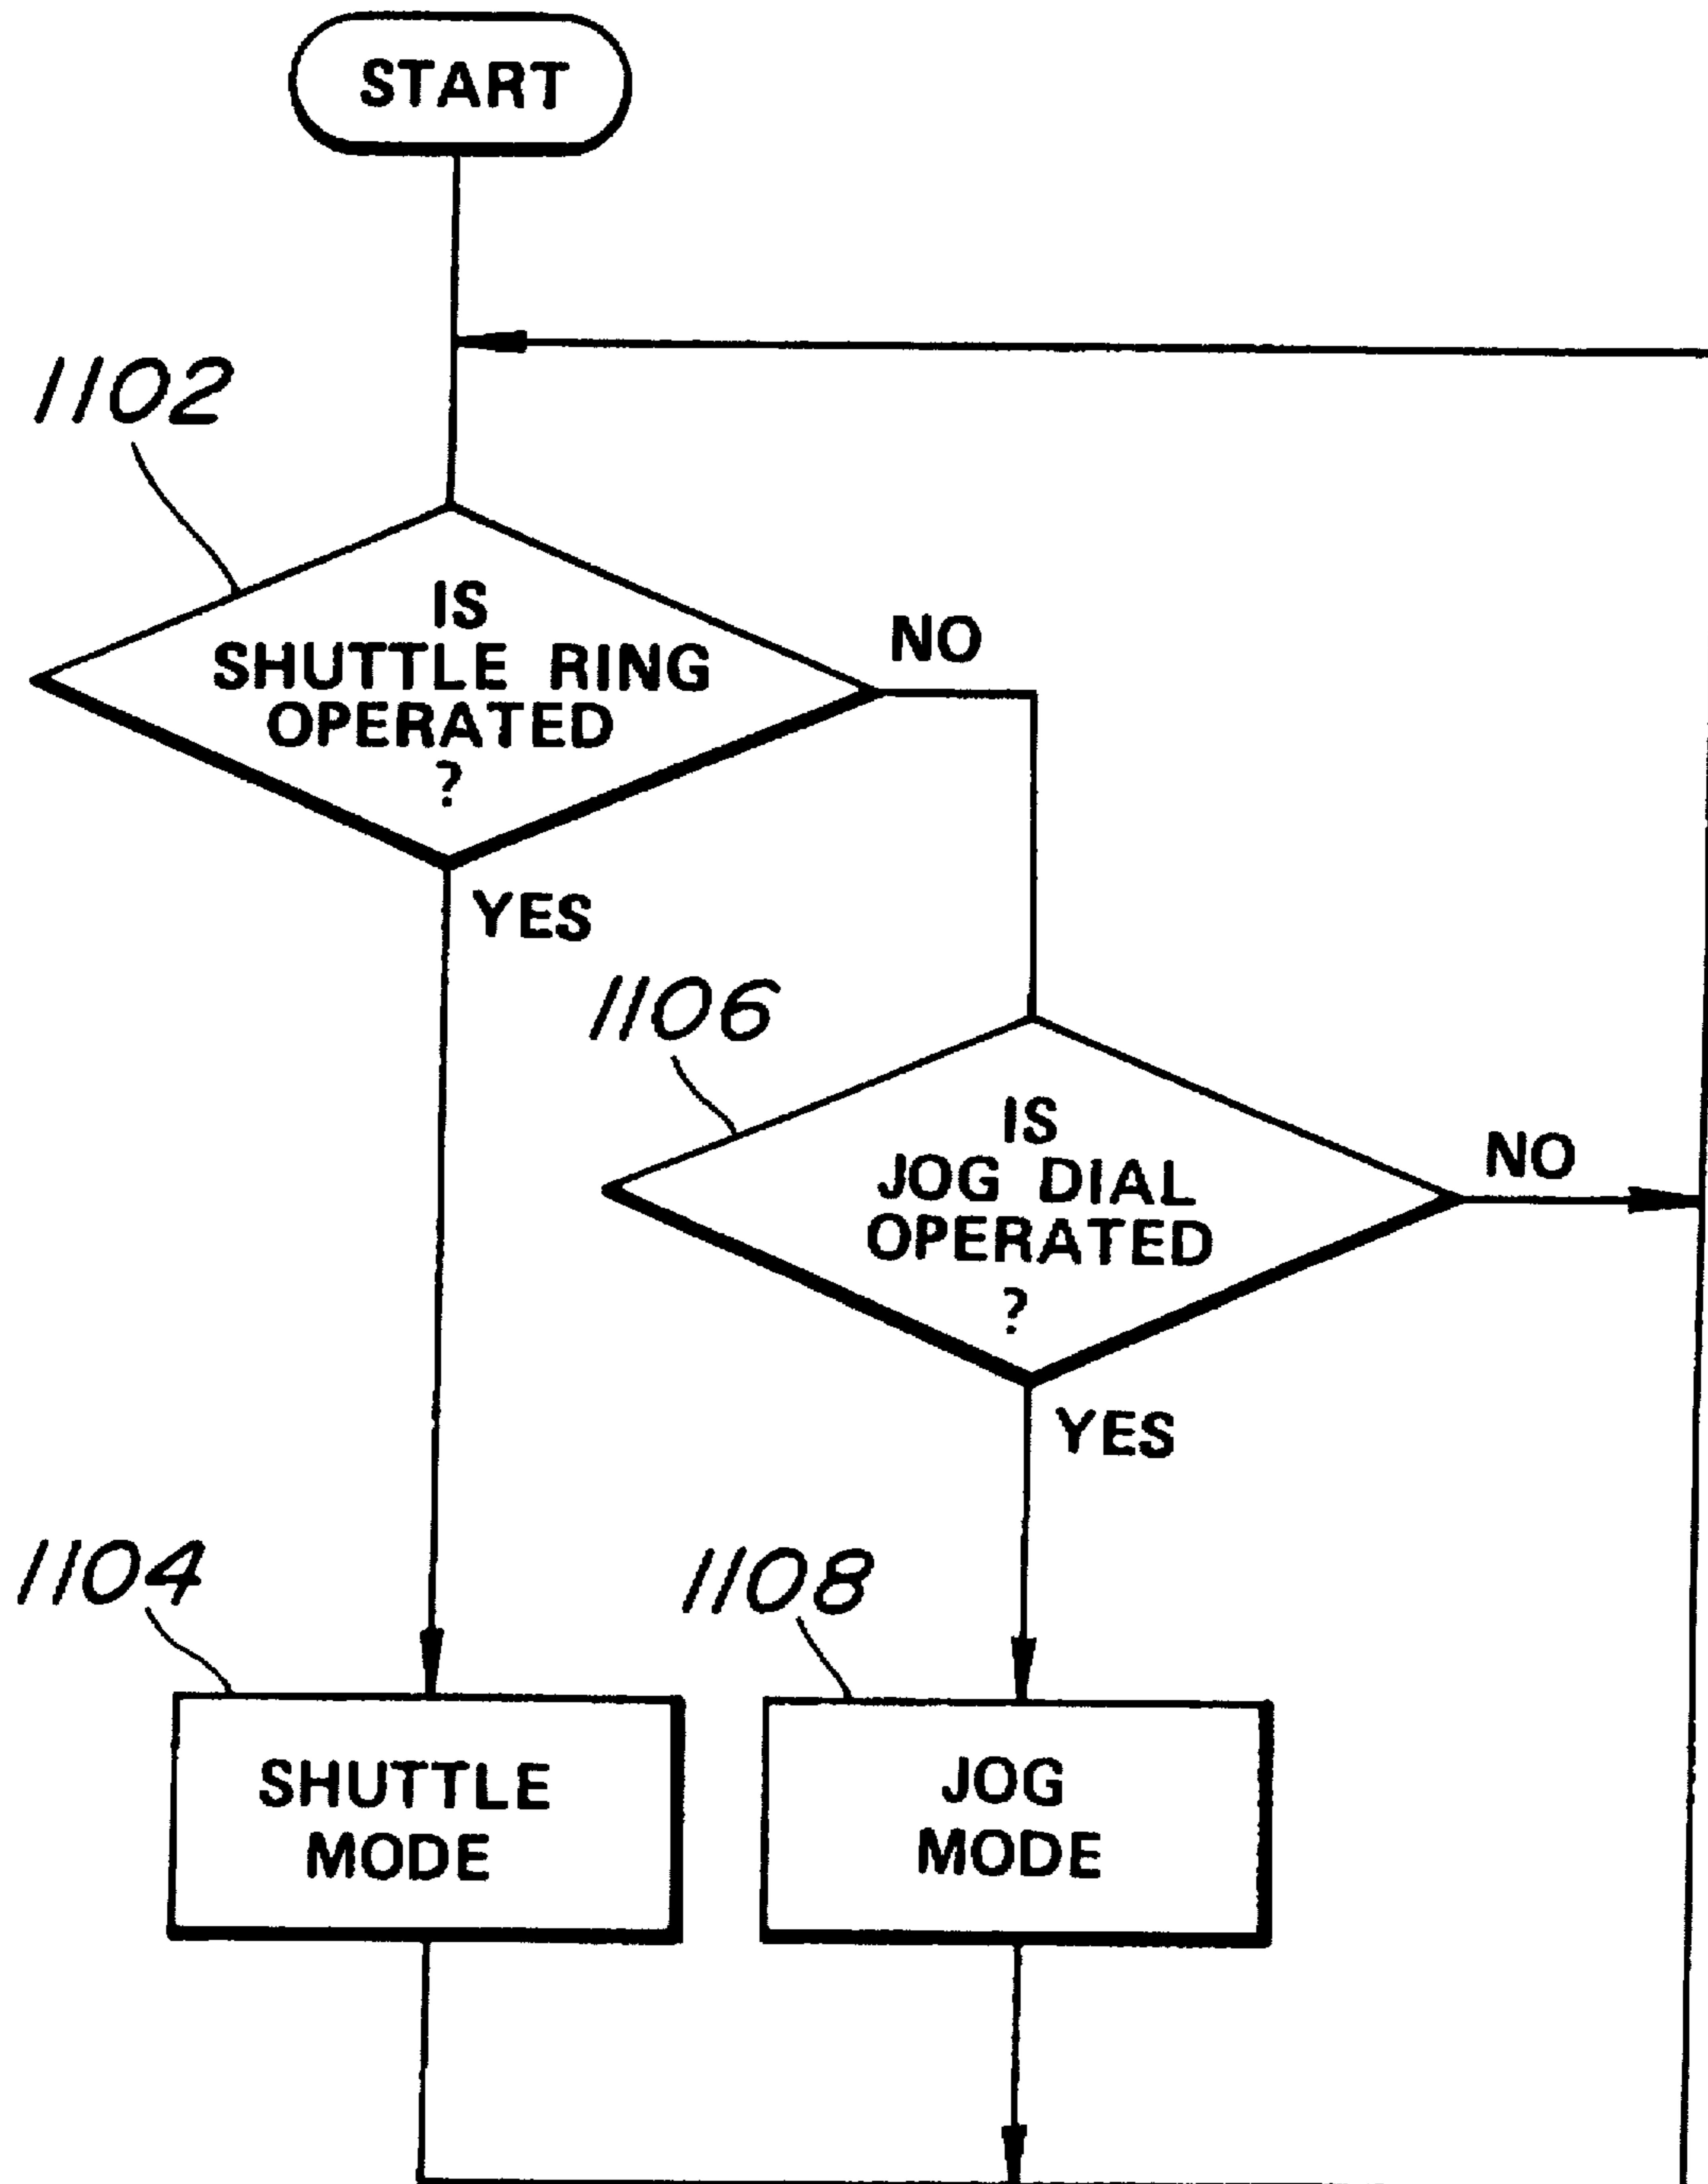 START
1102
IS
SHUTTLE RING
OPERATED
?
NO
YES
1106
IS
JOG DIAL
OPERATED
?
NO
YES
1104
1108
SHUTTLE
MODE
JOG
MODE